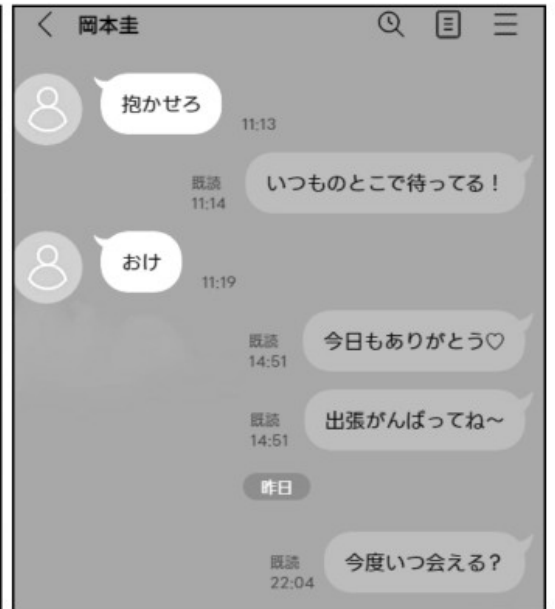 岡本圭
抱かせろ
11:13
いつものとこで待ってる！
既読
11:14
おけ
11:19
今日もありがとう♡
既読
14:51
出張がんばってね〜
既読
14:51
昨日
今度いつ会える？
既読
22:04